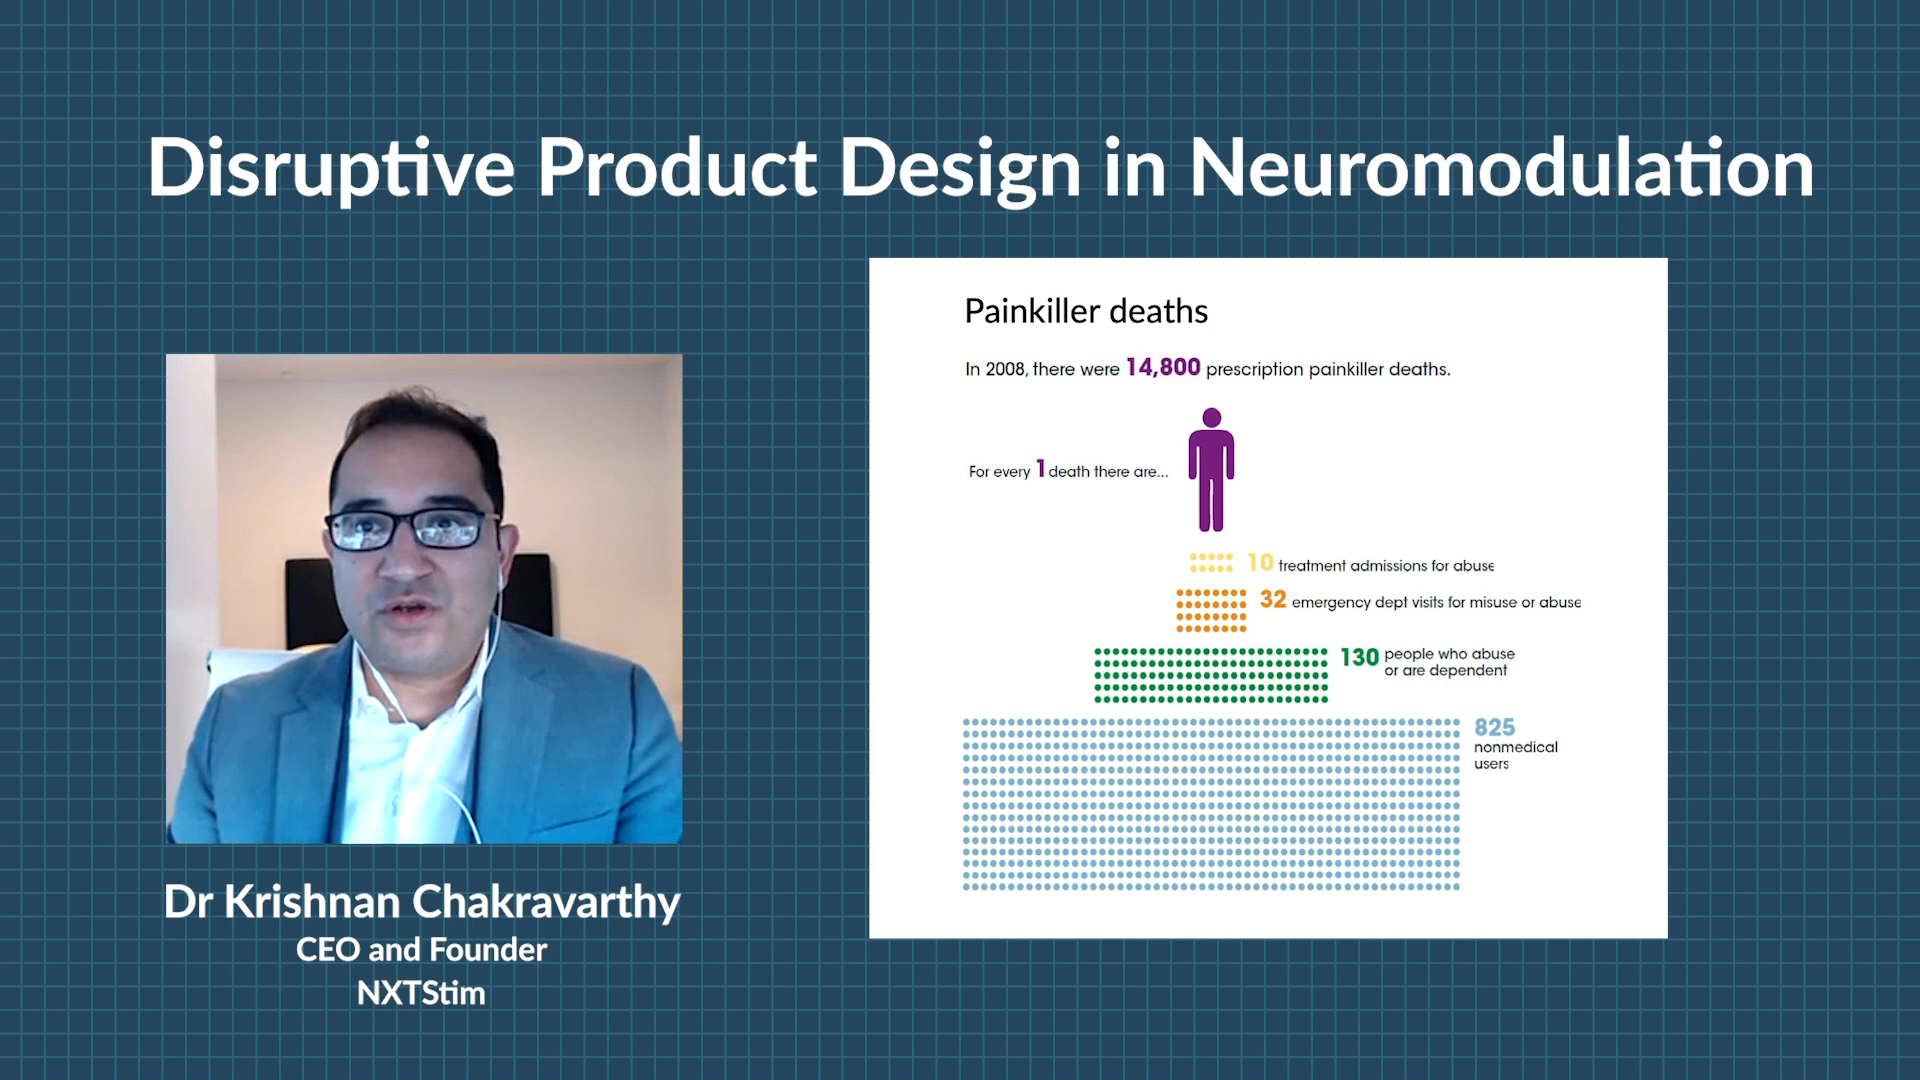 Disruptive Product Design in Neuromodulation
Painkiller deaths
In 2008, there were 14,800 prescription painkiller deaths.
For every 1 death there are...
10 treatment admissions for abuse
32 emergency dept visits for misuse or abuse
130 people who abuse
or are dependent
825
nonmedical
users
Dr Krishnan Chakravarthy
CEO and Founder
NXTStim